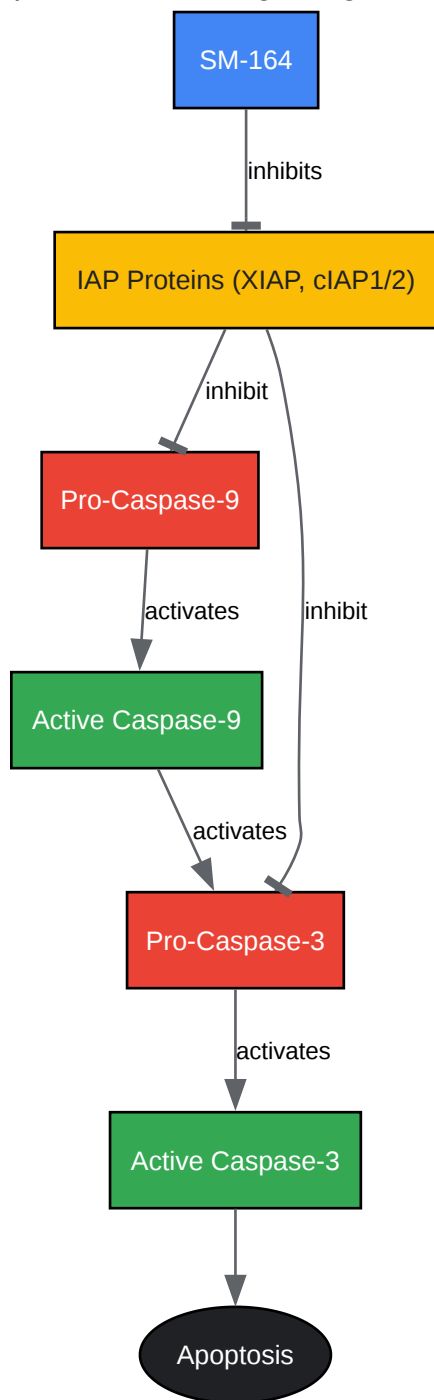 SM-164
inhibits
IAP Proteins (XIAP, cIAP1/2)
inhibit
Pro-Caspase-9
activates
inhibit
Active Caspase-9
activates
Pro-Caspase-3
activates
Active Caspase-3
Apoptosis